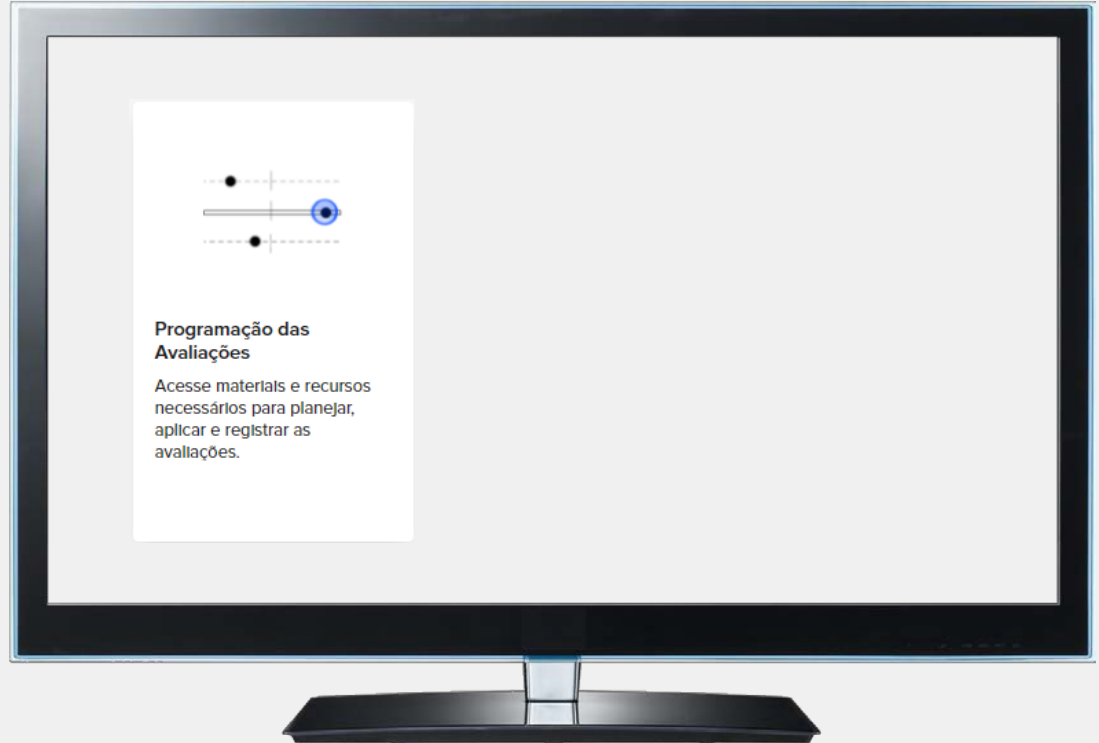 Programação das
Avaliações
Acesse materiais e recursos
necessários para planejar,
aplicar e registrar as
avaliações.